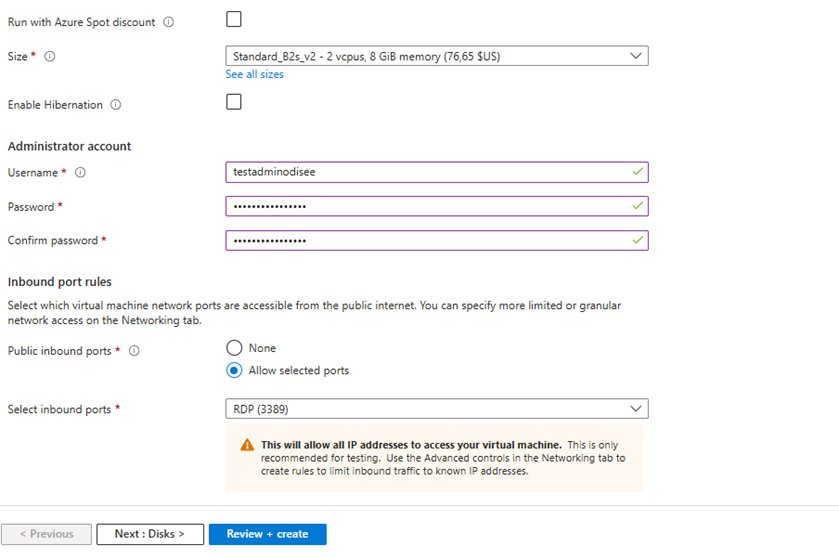 Run with Azure Spot discount
Size *
Standard_B2s_v2 - 2 vcpus, 8 GiB memory (76,65 $US)
See all sizes
Enable Hibernation
Administrator account
Username *
testadminodisee
Password *
••••••••••••••••
Confirm password *
••••••••••••••••
Inbound port rules
Select which virtual machine network ports are accessible from the public internet. You can specify more limited or granular
network access on the Networking tab.
Public inbound ports *
None
Allow selected ports
Select inbound ports *
RDP (3389)
This will allow all IP addresses to access your virtual machine. This is only
recommended for testing. Use the Advanced controls in the Networking tab to
create rules to limit inbound traffic to known IP addresses.
< Previous
Next : Disks >
Review + create